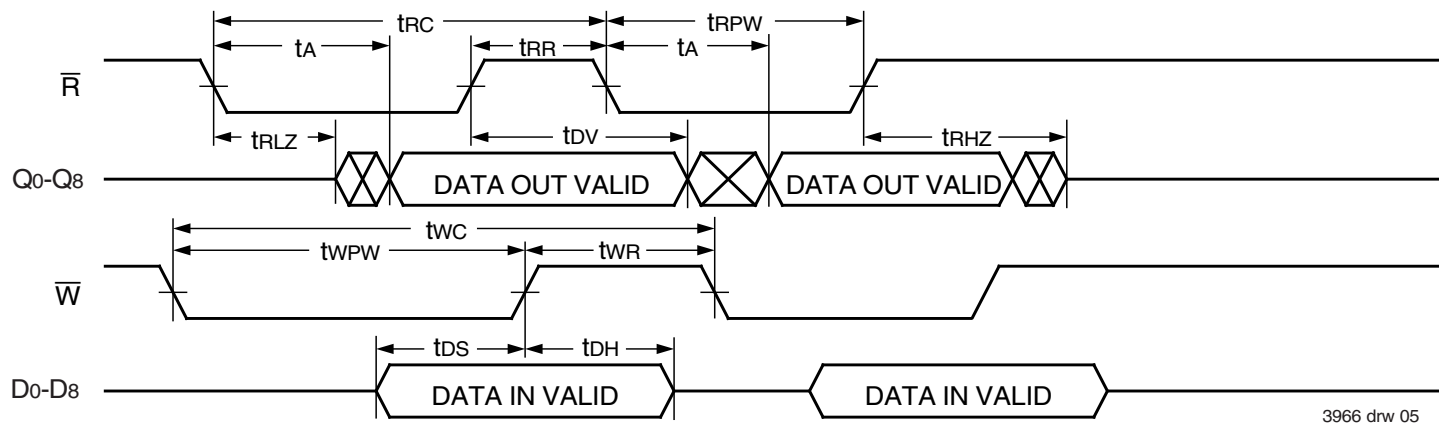 tRC tRPW
tA tRR tA
R̅
tRLZ tDV tRHZ
Q0-Q8 DATA OUT VALID DATA OUT VALID
tWC
tWPW tWR
W̅
tDS tDH
D0-D8 DATA IN VALID DATA IN VALID
3966 drw 05